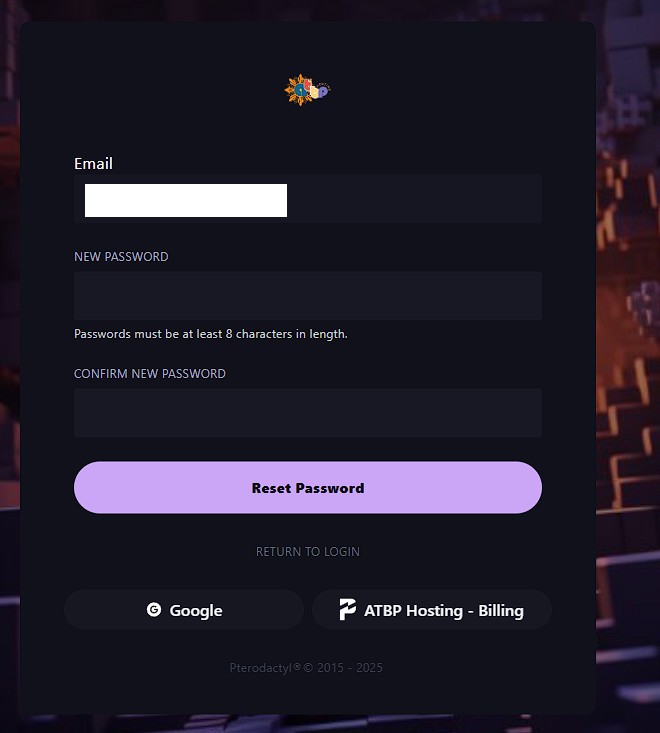 Email
NEW PASSWORD
Passwords must be at least 8 characters in length.
CONFIRM NEW PASSWORD
Reset Password
RETURN TO LOGIN
Google
ATBP Hosting - Billing
Pterodactyl® © 2015 - 2025